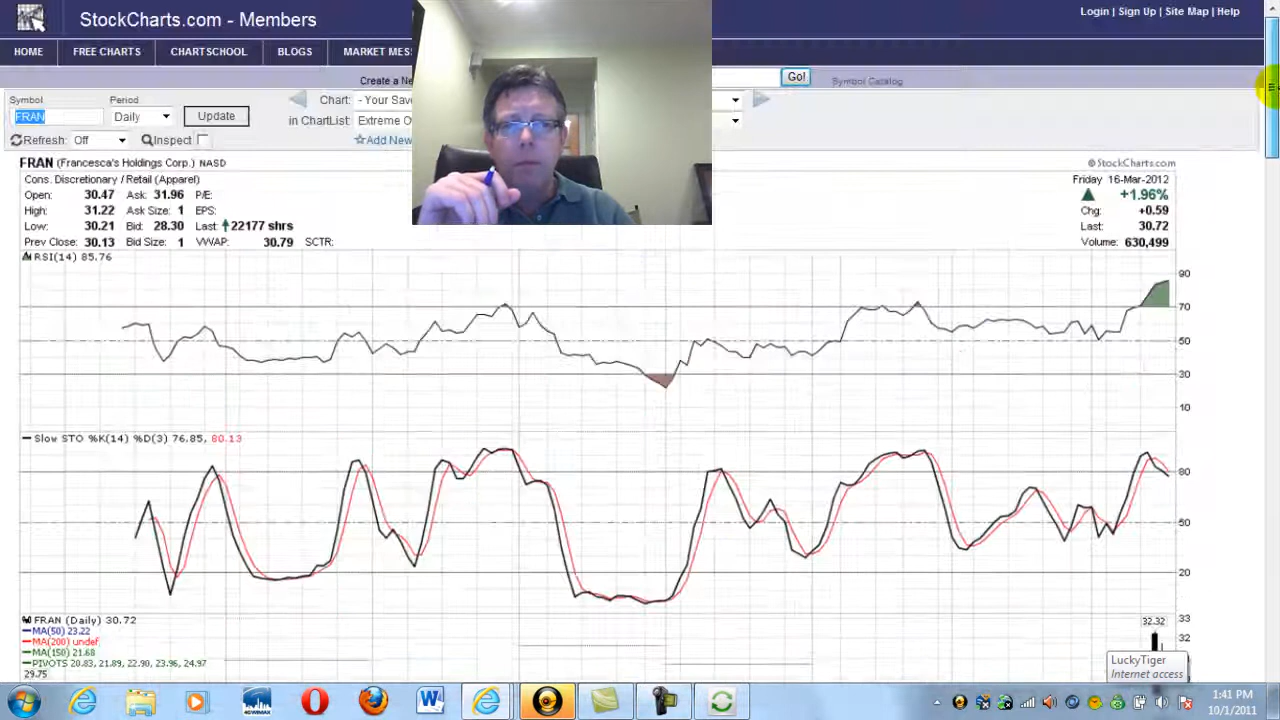 StockCharts.com - Members
Login | Sign Up | Site Map | Help
HOME FREE CHARTS CHARTSCHOOL BLOGS MARKET MES
Create a Ne Go! Symbol Catalog
Symbol Period Chart: - Your Save
FRAN Daily Update in ChartList: Extreme O
Refresh: Off Inspect Add New
FRAN (Francesca's Holdings Corp.) NASD © StockCharts.com
Cons. Discretionary / Retail (Apparel) Friday 16-Mar-2012
Open: 30.47 Ask: 31.96 P/E: +1.96%
High: 31.22 Ask Size: 1 EPS: Chg: +0.59
Low: 30.21 Bid: 28.30 Last: 22177 shrs Last: 30.72
Prev Close: 30.13 Bid Size: 1 VWAP: 30.79 SCTR: Volume: 630,499
RSI(14) 85.76
90
70
50
30
10
Slow STO %K(14) %D(3) 76.85, 80.13
80
50
20
FRAN (Daily) 30.72 32.32 33
MA(50) 23.22
MA(200) undef 32
MA(150) 21.68
PIVOTS 20.83, 21.89, 22.90, 23.96, 24.97
29.75
LuckyTiger
Internet access
1:41 PM
10/1/2011